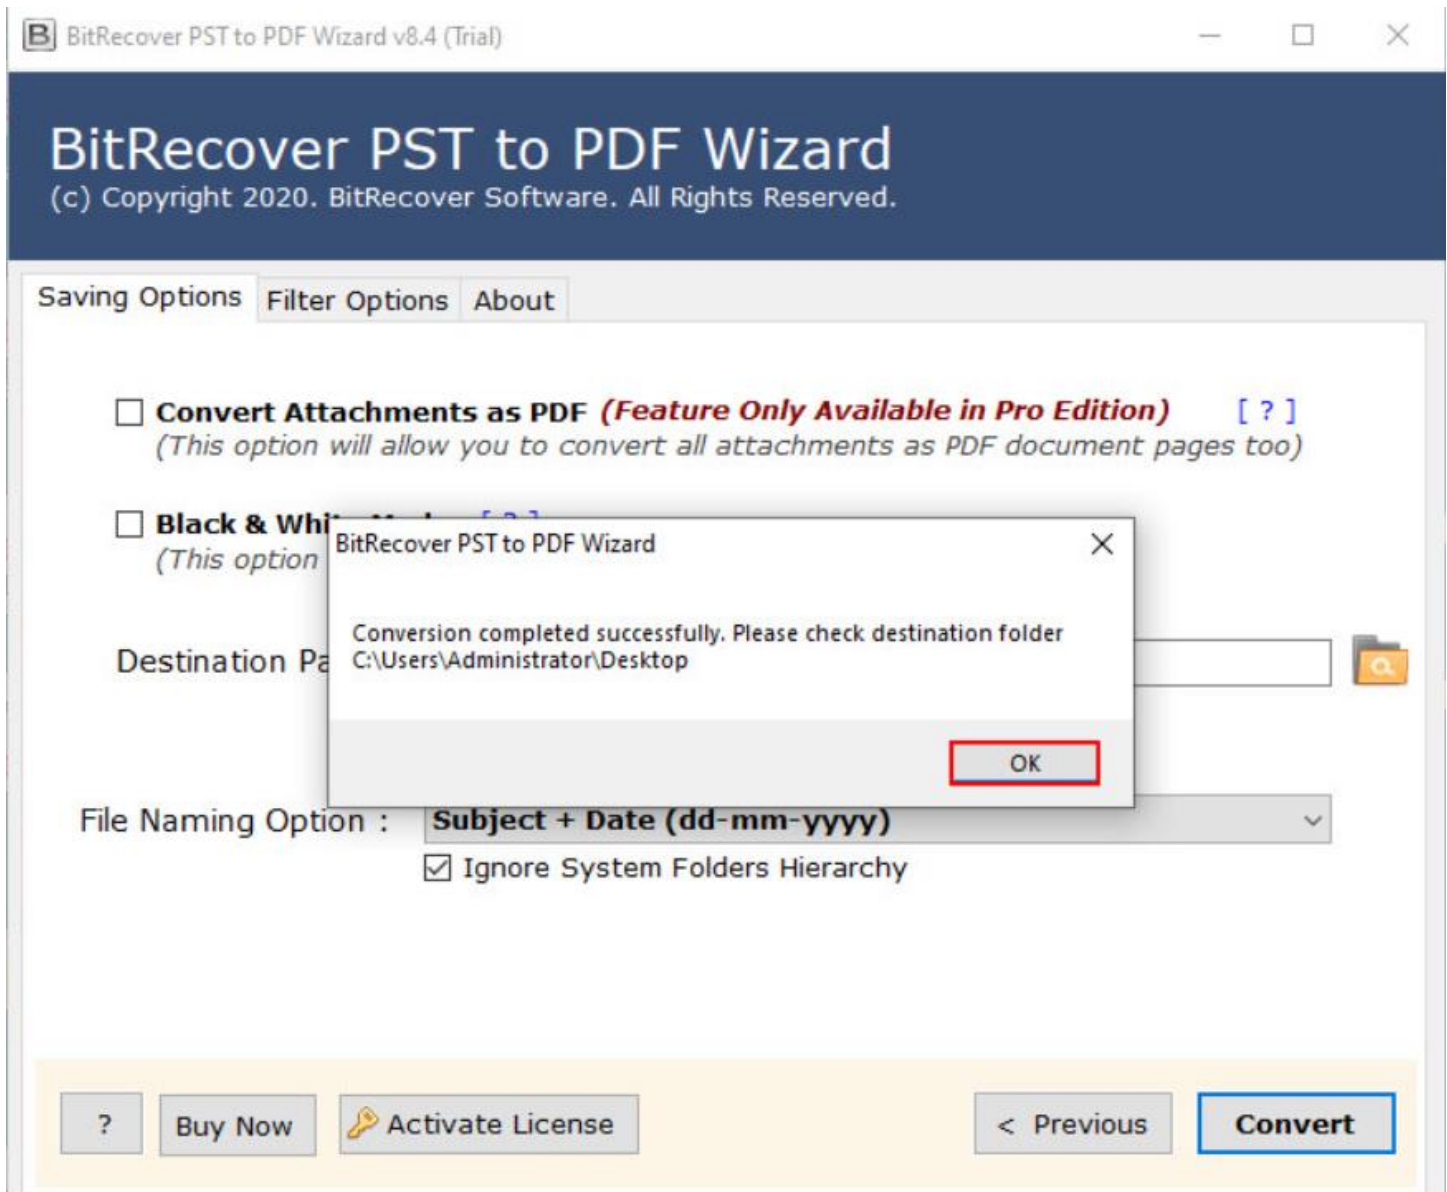 BitRecover PST to PDF Wizard v8.4 (Trial)
BitRecover PST to PDF Wizard
(c) Copyright 2020. BitRecover Software. All Rights Reserved.
Saving Options Filter Options About
Convert Attachments as PDF (Feature Only Available in Pro Edition) [ ? ]
(This option will allow you to convert all attachments as PDF document pages too)
Black & [ ? ]
(This option
BitRecover PST to PDF Wizard
Conversion completed successfully. Please check destination folder
C:\Users\Administrator\Desktop
Destination
OK
File Naming Option : Subject + Date (dd-mm-yyyy)
Ignore System Folders Hierarchy
? Buy Now Activate License < Previous Convert